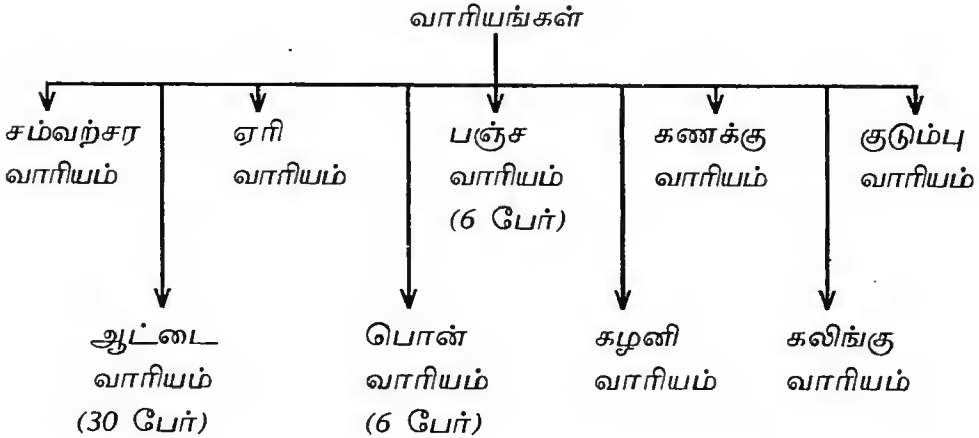 வாரியங்கள்
சம்வற்சர ஏரி பஞ்ச கணக்கு குடும்பு
வாரியம் வாரியம் வாரியம் வாரியம் வாரியம்
(6 பேர்)
ஆட்டை பொன் கழனி கலிங்கு
வாரியம் வாரியம் வாரியம் வாரியம்
(30 பேர்) (6 பேர்)